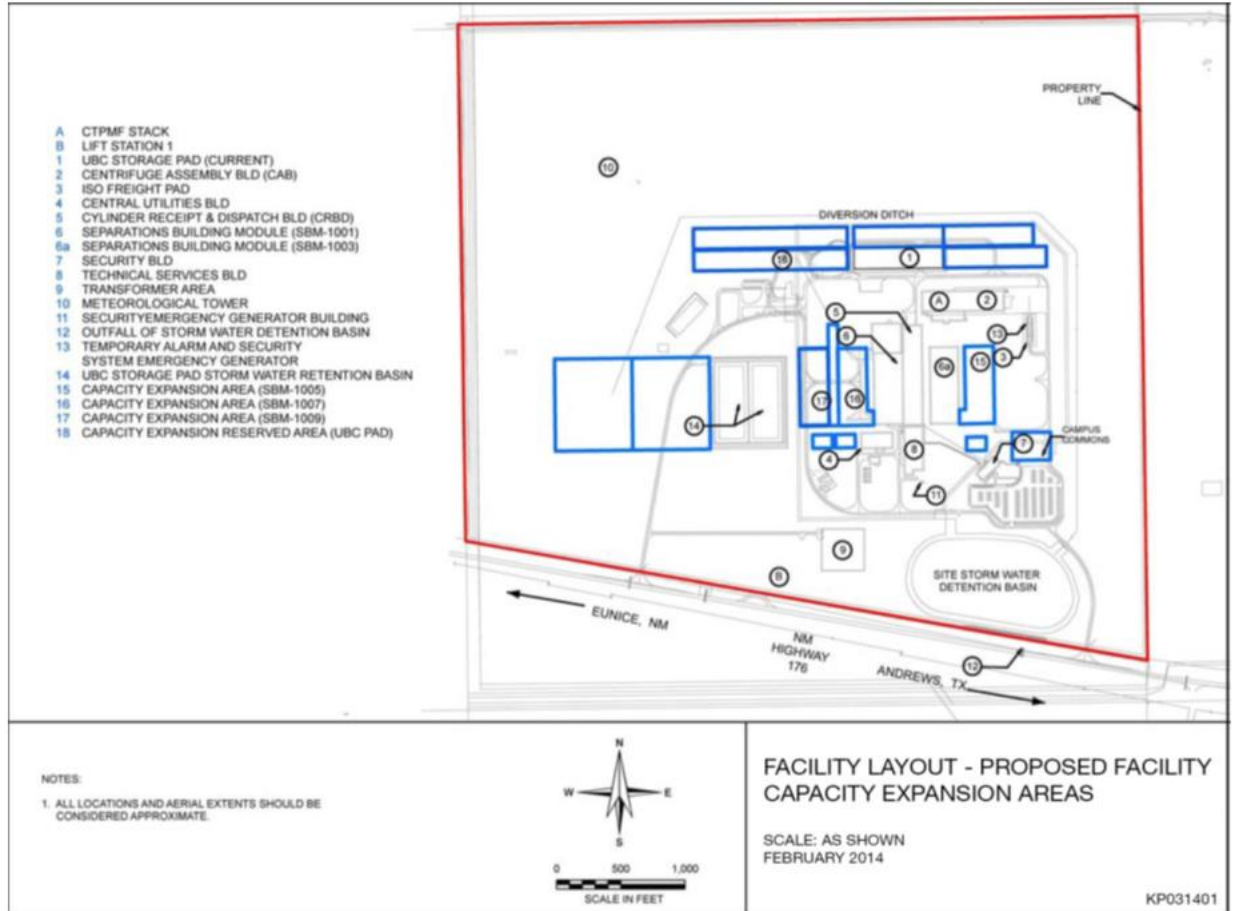 PROPERTY
LINE
A CTPMF STACK
B LIFT STATION 1
1 UBC STORAGE PAD (CURRENT)
2 CENTRIFUGE ASSEMBLY BLD (CAB)
3 ISO FREIGHT PAD
4 CENTRAL UTILITIES BLD
5 CYLINDER RECEIPT & DISPATCH BLD (CRBD)
6 SEPARATIONS BUILDING MODULE (SBM-1001)
6a SEPARATIONS BUILDING MODULE (SBM-1003)
7 SECURITY BLD
8 TECHNICAL SERVICES BLD
9 TRANSFORMER AREA
10 METEOROLOGICAL TOWER
11 SECURITYEMERGENCY GENERATOR BUILDING
12 OUTFALL OF STORM WATER DETENTION BASIN
13 TEMPORARY ALARM AND SECURITY
SYSTEM EMERGENCY GENERATOR
14 UBC STORAGE PAD STORM WATER RETENTION BASIN
15 CAPACITY EXPANSION AREA (SBM-1005)
16 CAPACITY EXPANSION AREA (SBM-1007)
17 CAPACITY EXPANSION AREA (SBM-1009)
18 CAPACITY EXPANSION RESERVED AREA (UBC PAD)
10
DIVERSION DITCH
18
1
A
2
5
13
6
3
6a
15
17
16
14
CAMPUS
COMMONS
7
4
8
11
9
B
SITE STORM WATER
DETENTION BASIN
EUNICE, NM
NM
HIGHWAY
176
12
ANDREWS, TX
NOTES:
1. ALL LOCATIONS AND AERIAL EXTENTS SHOULD BE
CONSIDERED APPROXIMATE.
N
W E
S
0 500 1,000
SCALE IN FEET
FACILITY LAYOUT - PROPOSED FACILITY
CAPACITY EXPANSION AREAS
SCALE: AS SHOWN
FEBRUARY 2014
KP031401